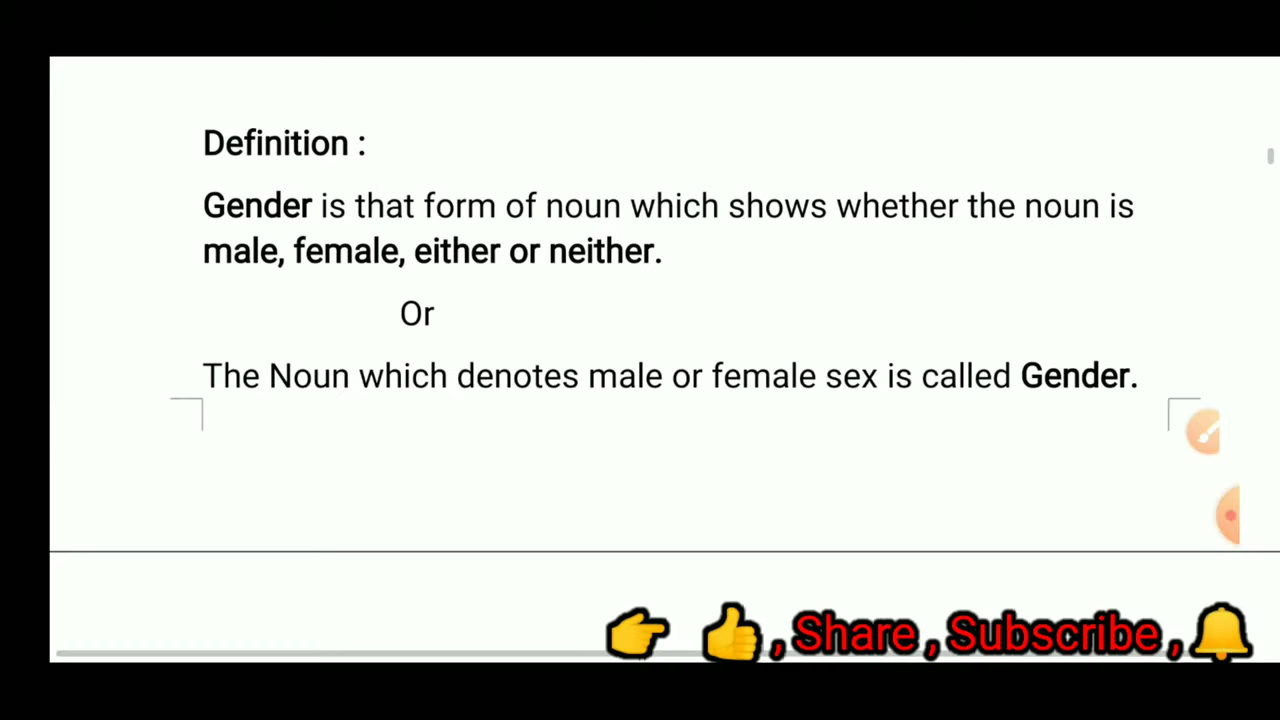 Definition :
Gender is that form of noun which shows whether the noun is
male, female, either or neither.
Or
The Noun which denotes male or female sex is called Gender.
👉 👍, Share, Subscribe, 🔔